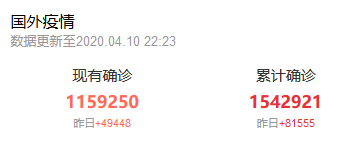 国外疫情
数据更新至2020.04.10 22:23
现有确诊 累计确诊
1159250 1542921
昨日+49448 昨日+81555